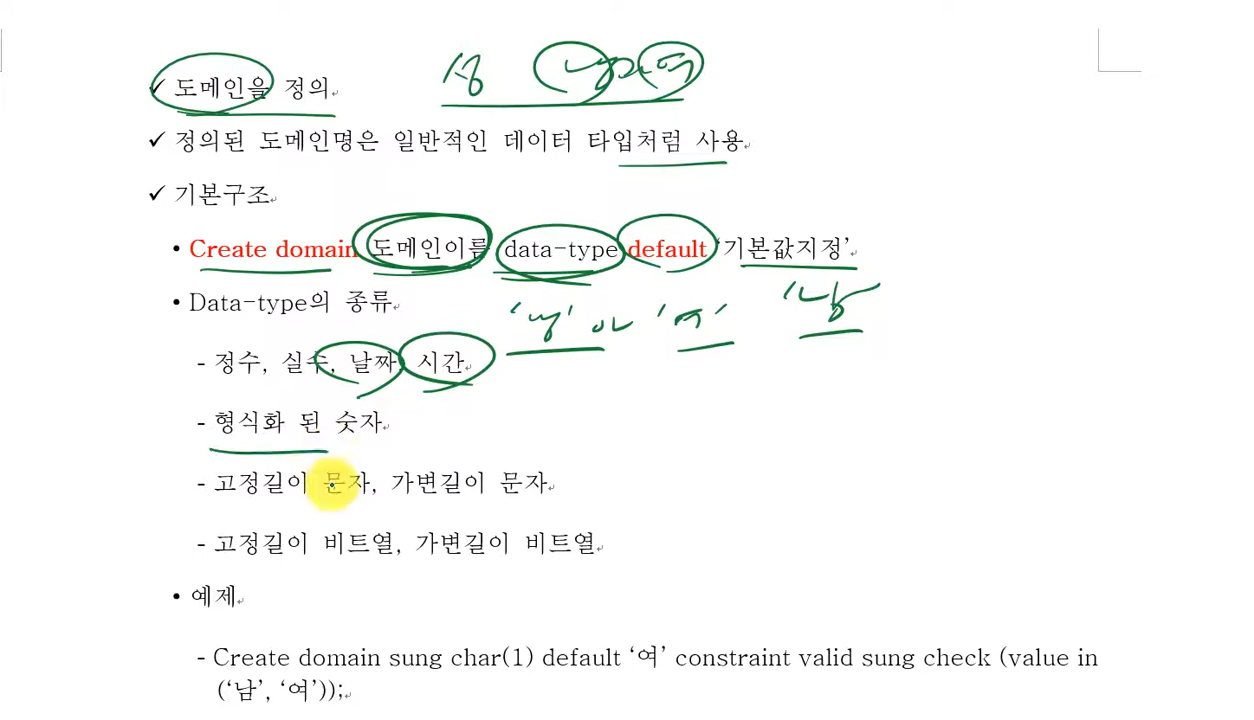 ✓ 도메인을 정의
✓ 정의된 도메인명은 일반적인 데이터 타입처럼 사용
✓ 기본구조
• Create domain 도메인이름 data-type default ‘기본값지정’
• Data-type의 종류
‘남’ or ‘여’ ‘남’
- 정수, 실수, 날짜, 시간
- 형식화 된 숫자
- 고정길이 문자, 가변길이 문자
- 고정길이 비트열, 가변길이 비트열
• 예제
- Create domain sung char(1) default ‘여’ constraint valid sung check (value in
(‘남’, ‘여’));